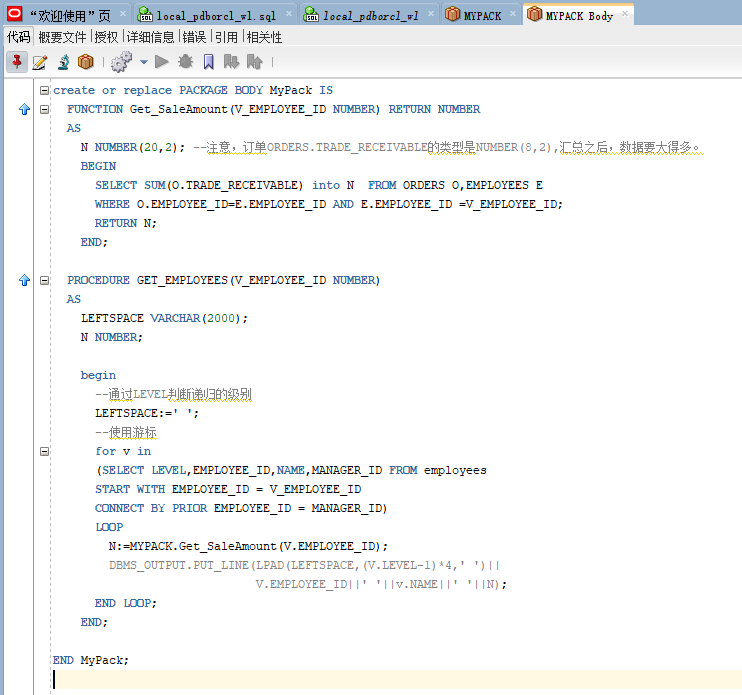 “欢迎使用”页 local_pdborcl_wl.sql local_pdborcl_wl MYPACK MYPACK Body
代码 概要文件 授权 详细信息 错误 引用 相关性
create or replace PACKAGE BODY MyPack IS
FUNCTION Get_SaleAmount(V_EMPLOYEE_ID NUMBER) RETURN NUMBER
AS
N NUMBER(20,2); --注意，订单ORDERS.TRADE_RECEIVABLE的类型是NUMBER(8,2),汇总之后，数据要大得多。
BEGIN
SELECT SUM(O.TRADE_RECEIVABLE) into N  FROM ORDERS O,EMPLOYEES E
WHERE O.EMPLOYEE_ID=E.EMPLOYEE_ID AND E.EMPLOYEE_ID =V_EMPLOYEE_ID;
RETURN N;
END;
PROCEDURE GET_EMPLOYEES(V_EMPLOYEE_ID NUMBER)
AS
LEFTSPACE VARCHAR(2000);
N NUMBER;
begin
--通过LEVEL判断递归的级别
LEFTSPACE:=' ';
--使用游标
for v in
(SELECT LEVEL,EMPLOYEE_ID,NAME,MANAGER_ID FROM employees
START WITH EMPLOYEE_ID = V_EMPLOYEE_ID
CONNECT BY PRIOR EMPLOYEE_ID = MANAGER_ID)
LOOP
N:=MYPACK.Get_SaleAmount(V.EMPLOYEE_ID);
DBMS_OUTPUT.PUT_LINE(LPAD(LEFTSPACE,(V.LEVEL-1)*4,' ')||
V.EMPLOYEE_ID||' '||v.NAME||' '||N);
END LOOP;
END;
END MyPack;